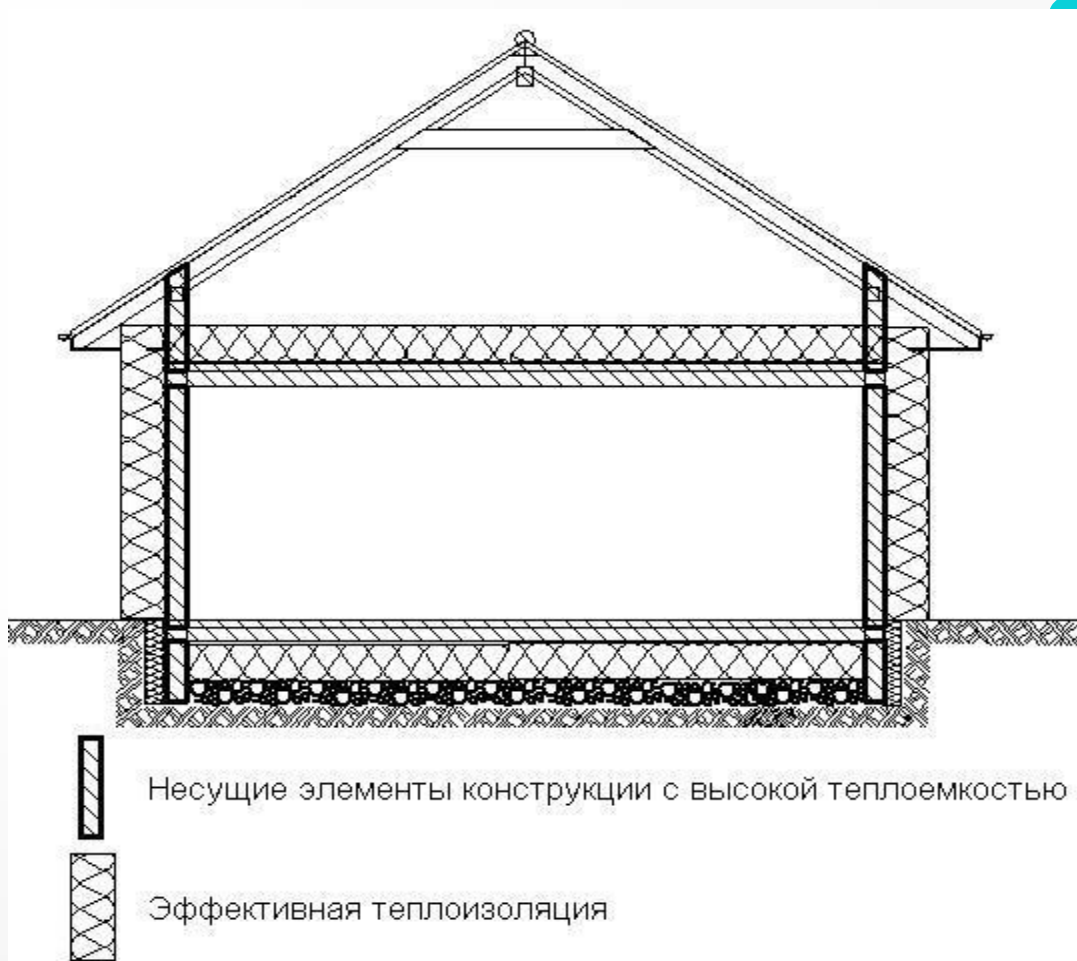 Несущие элементы конструкции с высокой теплоемкостью
Эффективная теплоизоляция